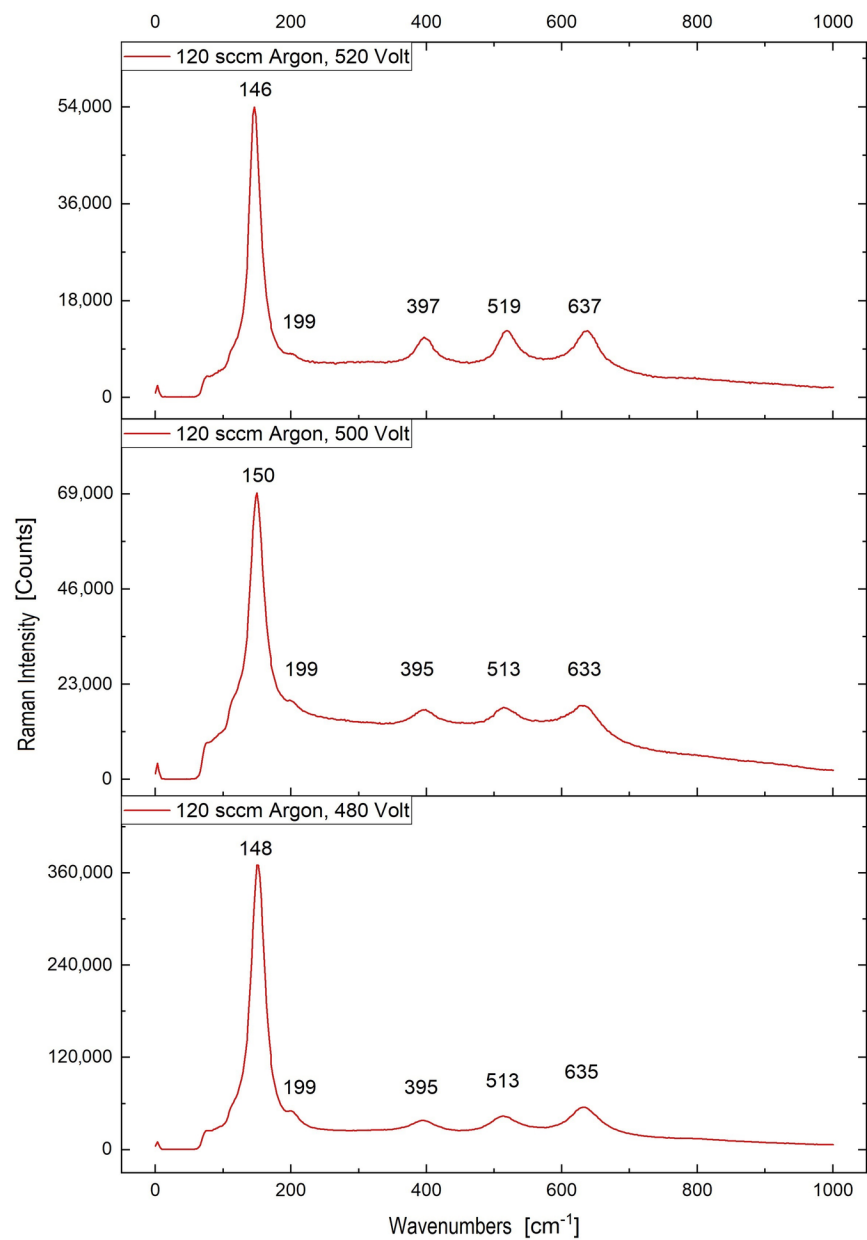 0 200 400 600 800 1000
120 sccm Argon, 520 Volt
146
54,000
36,000
199 397 519 637
18,000
0
120 sccm Argon, 500 Volt
150
69,000
46,000
199 395 513 633
23,000
0
120 sccm Argon, 480 Volt
148
360,000
240,000
120,000
199 395 513 635
0
0 200 400 600 800 1000
Raman Intensity [Counts]
Wavenumbers [cm⁻¹]